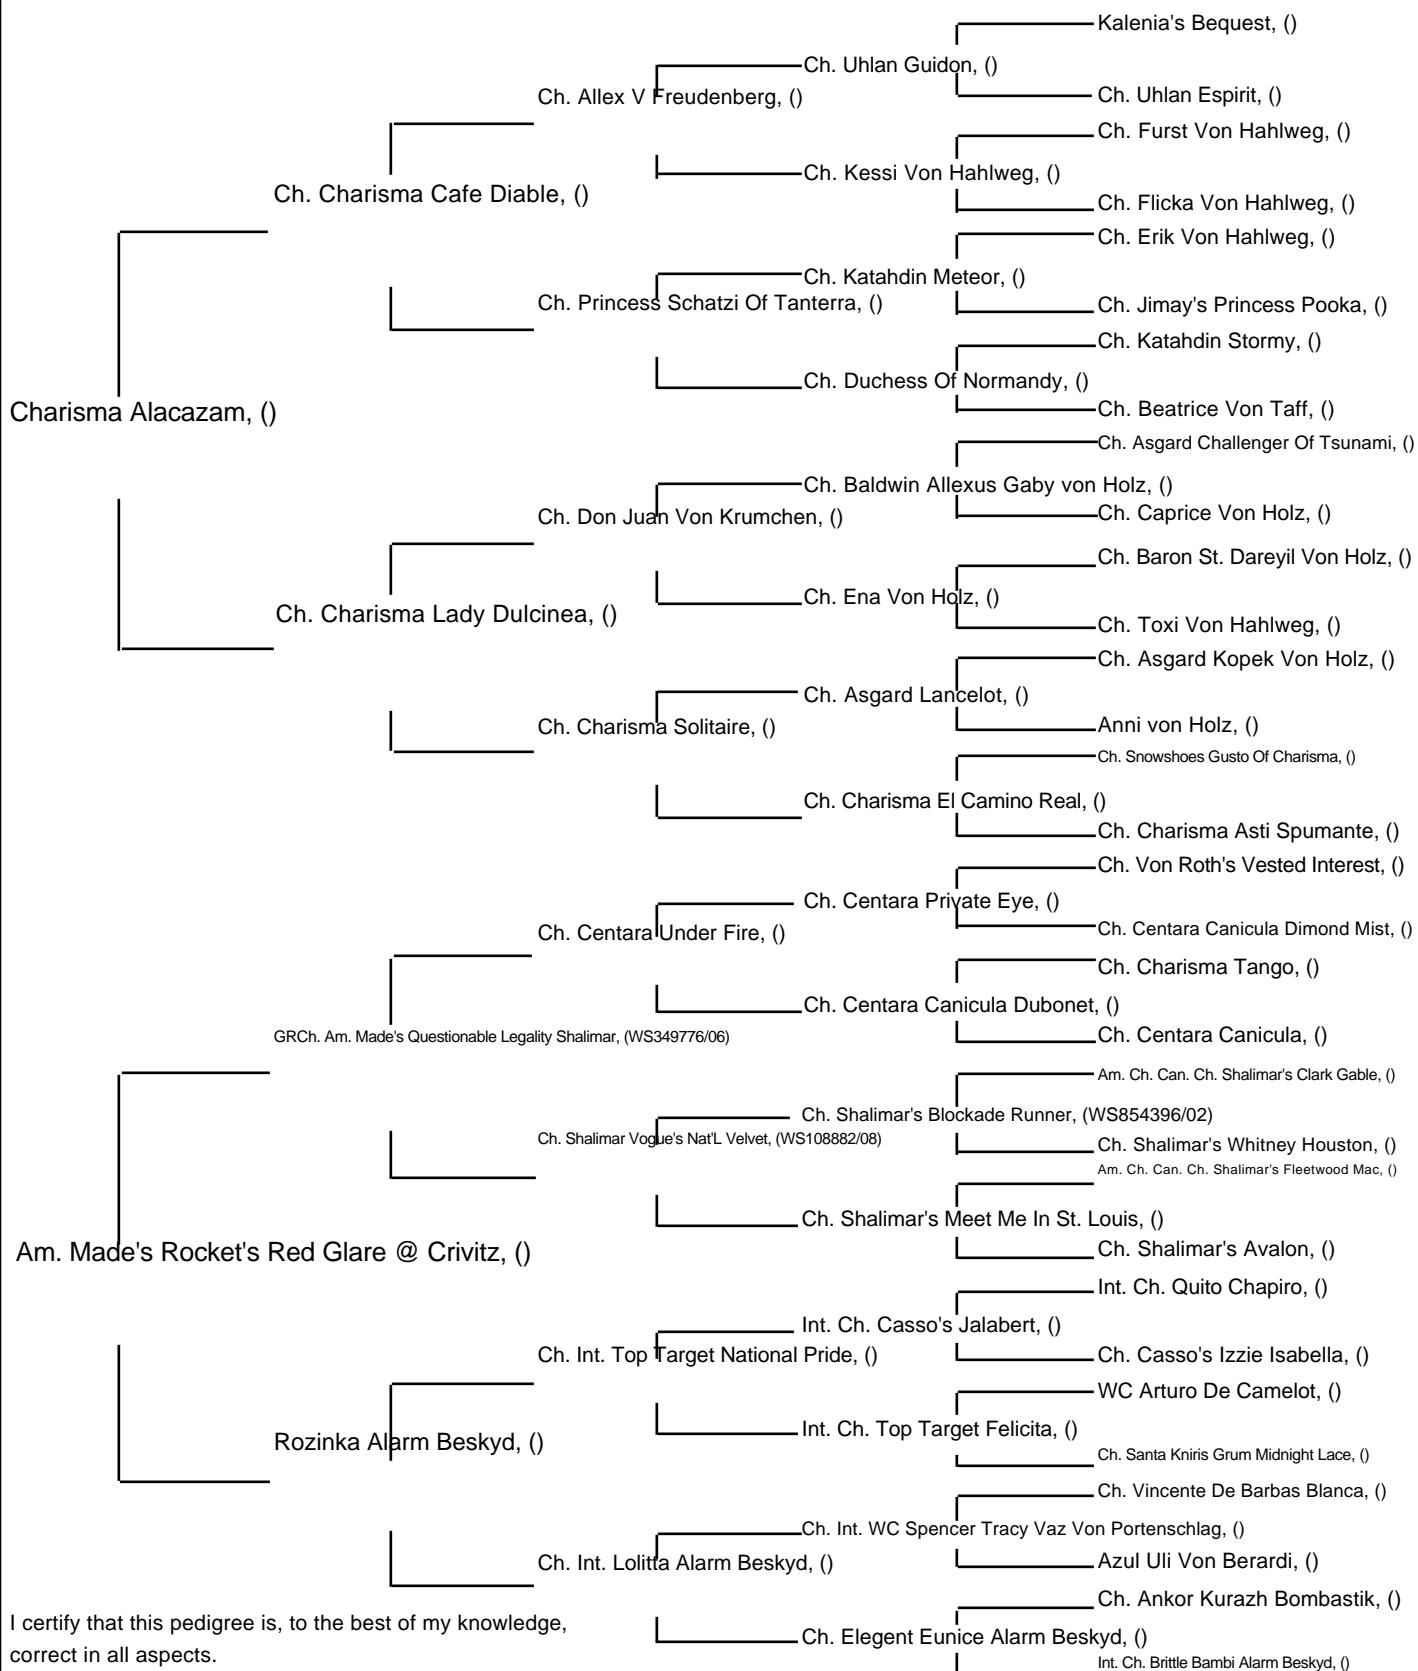 Kalenia's Bequest, ()
Ch. Uhlan Guidon, ()
Ch. Allex V Freudenberg, ()
Ch. Uhlan Espirit, ()
Ch. Furst Von Hahlweg, ()
Ch. Kessi Von Hahlweg, ()
Ch. Charisma Cafe Diable, ()
Ch. Flicka Von Hahlweg, ()
Ch. Erik Von Hahlweg, ()
Ch. Katahdin Meteor, ()
Ch. Princess Schatzi Of Tanterra, ()
Ch. Jimay's Princess Pooka, ()
Ch. Katahdin Stormy, ()
Ch. Duchess Of Normandy, ()
Charisma Alacazam, ()
Ch. Beatrice Von Taff, ()
Ch. Asgard Challenger Of Tsunami, ()
Ch. Baldwin Allexus Gaby von Holz, ()
Ch. Don Juan Von Krumchen, ()
Ch. Caprice Von Holz, ()
Ch. Baron St. Dareyil Von Holz, ()
Ch. Ena Von Holz, ()
Ch. Charisma Lady Dulcinea, ()
Ch. Toxi Von Hahlweg, ()
Ch. Asgard Kopek Von Holz, ()
Ch. Asgard Lancelot, ()
Ch. Charisma Solitaire, ()
Anni von Holz, ()
Ch. Snowshoes Gusto Of Charisma, ()
Ch. Charisma El Camino Real, ()
Ch. Charisma Asti Spumante, ()
Ch. Von Roth's Vested Interest, ()
Ch. Centara Private Eye, ()
Ch. Centara Under Fire, ()
Ch. Centara Canicula Dimond Mist, ()
Ch. Charisma Tango, ()
Ch. Centara Canicula Dubonet, ()
GRCh. Am. Made's Questionable Legality Shalimar, (WS349776/06)
Ch. Centara Canicula, ()
Am. Ch. Can. Ch. Shalimar's Clark Gable, ()
Ch. Shalimar's Blockade Runner, (WS854396/02)
Ch. Shalimar Vogue's Nat'L Velvet, (WS108882/08)
Ch. Shalimar's Whitney Houston, ()
Am. Ch. Can. Ch. Shalimar's Fleetwood Mac, ()
Ch. Shalimar's Meet Me In St. Louis, ()
Am. Made's Rocket's Red Glare @ Crivitz, ()
Ch. Shalimar's Avalon, ()
Int. Ch. Quito Chapiro, ()
Int. Ch. Casso's Jalabert, ()
Ch. Int. Top Target National Pride, ()
Ch. Casso's Izzie Isabella, ()
WC Arturo De Camelot, ()
Int. Ch. Top Target Felicita, ()
Rozinka Alarm Beskyd, ()
Ch. Santa Kniris Grum Midnight Lace, ()
Ch. Vincente De Barbas Blanca, ()
Ch. Int. WC Spencer Tracy Vaz Von Portenschlag, ()
Ch. Int. Lolitta Alarm Beskyd, ()
Azul Uli Von Berardi, ()
Ch. Ankor Kurazh Bombastik, ()
Ch. Elegent Eunice Alarm Beskyd, ()
Int. Ch. Brittle Bambi Alarm Beskyd, ()
I certify that this pedigree is, to the best of my knowledge,
correct in all aspects.